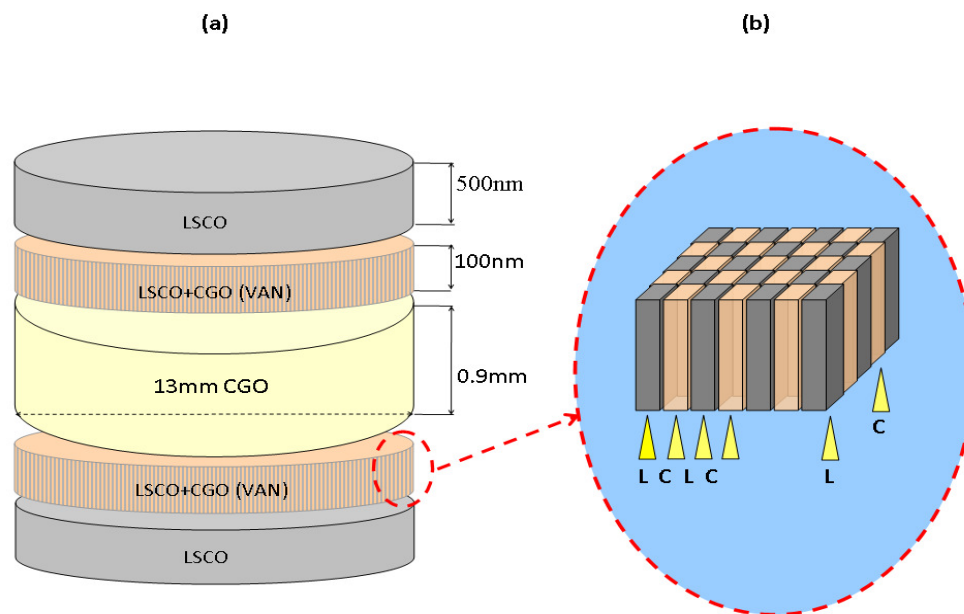 (a)
(b)
500nm
LSCO
100nm
LSCO+CGO (VAN)
0.9mm
13mm CGO
C
L C L C
L
LSCO+CGO (VAN)
LSCO